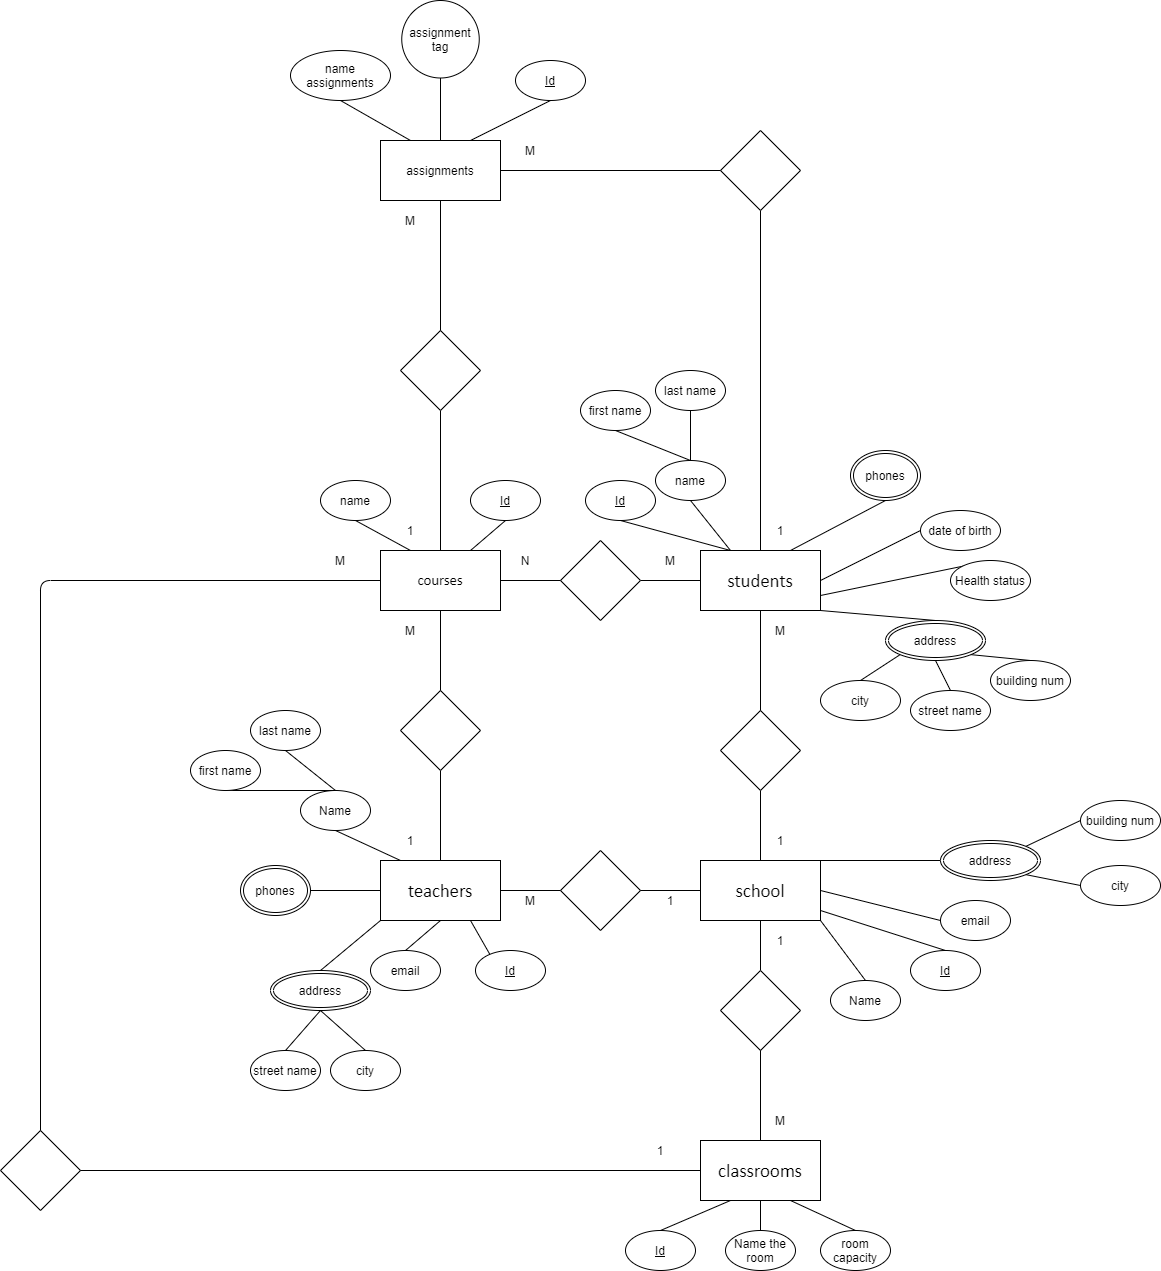 assignment
tag
name
assignments
Id
M
assignments
M
last name
first name
phones
name
name
Id
Id
date of birth
1
1
M
N
M
courses
students
Health status
M
M
address
building num
city
street name
last name
first name
Name
building num
1
1
address
city
phones
teachers
M
1
school
email
1
address
email
Id
Id
Name
street name
city
M
1
classrooms
Id
Name the
room
room
capacity